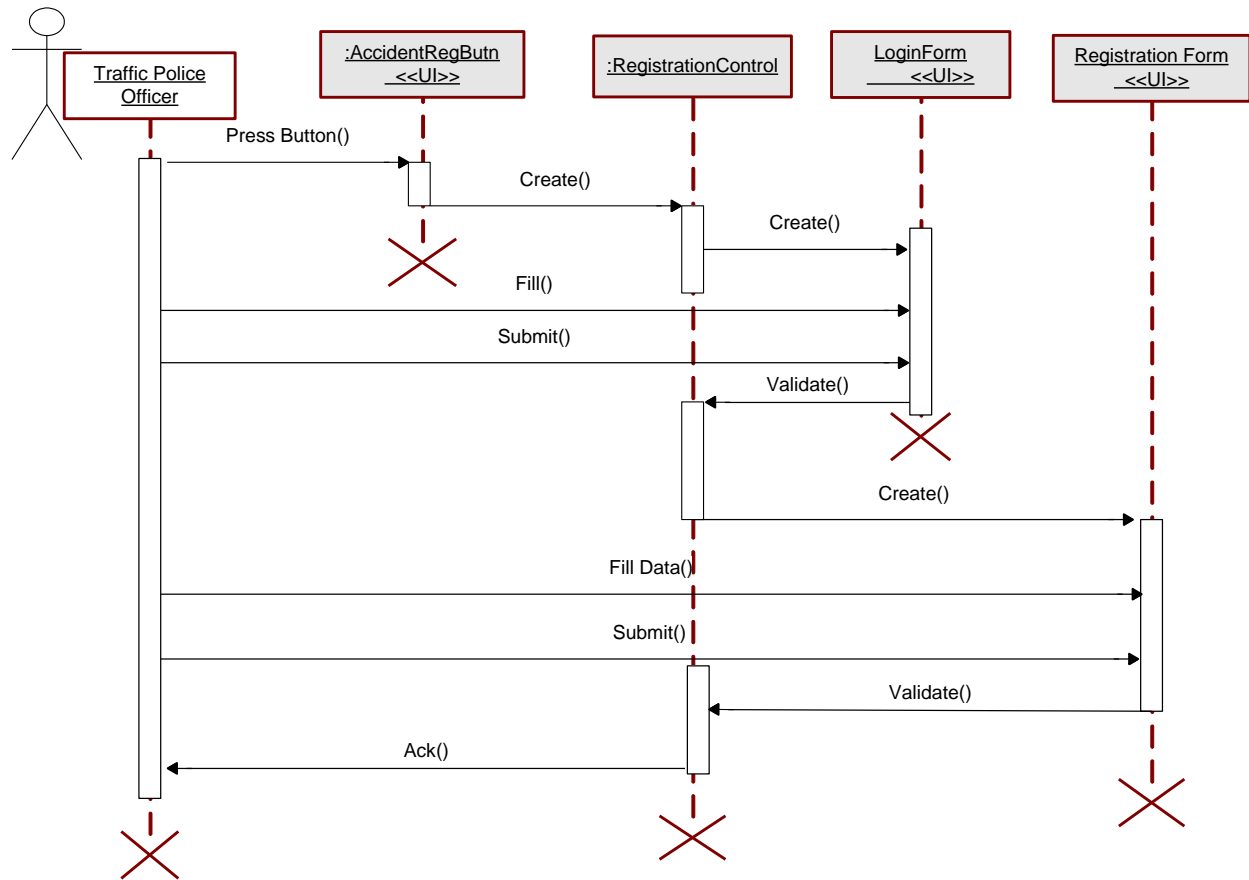 Traffic Police
Officer
:AccidentRegButn
<<UI>>
:RegistrationControl
LoginForm
<<UI>>
Registration Form
<<UI>>
Press Button()
Create()
Create()
Fill()
Submit()
Validate()
Create()
Fill Data()
Submit()
Validate()
Ack()